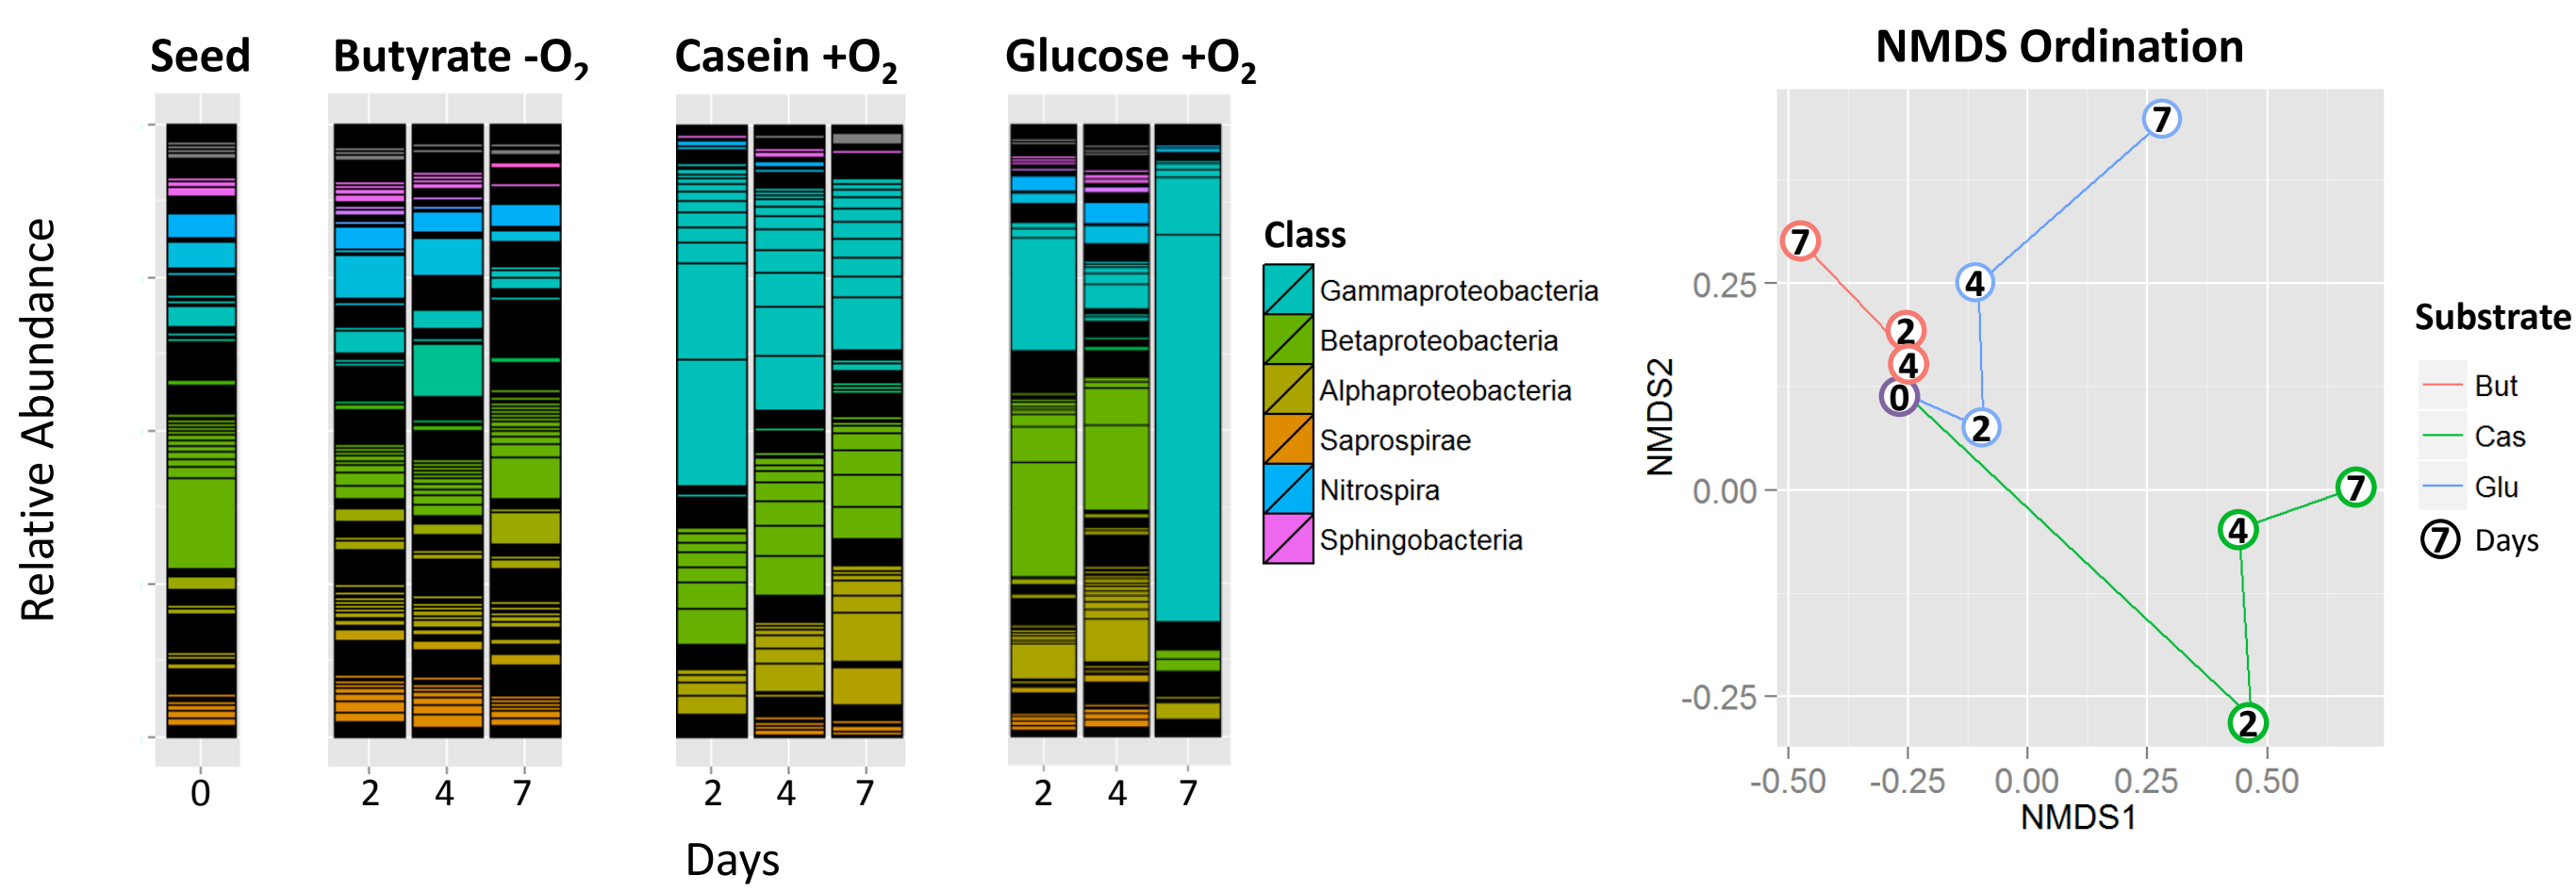 Seed
Butyrate -O2
Casein +O2
Glucose +O2
Relative Abundance
0
2 4 7
2 4 7
2 4 7
Days
Class
Gammaproteobacteria
Betaproteobacteria
Alphaproteobacteria
Saprospirae
Nitrospira
Sphingobacteria
NMDS Ordination
NMDS2
0.25
0.00
-0.25
7
4
7
2
4
0
2
7
4
2
-0.50 -0.25 0.00 0.25 0.50
NMDS1
Substrate
But
Cas
Glu
7 Days